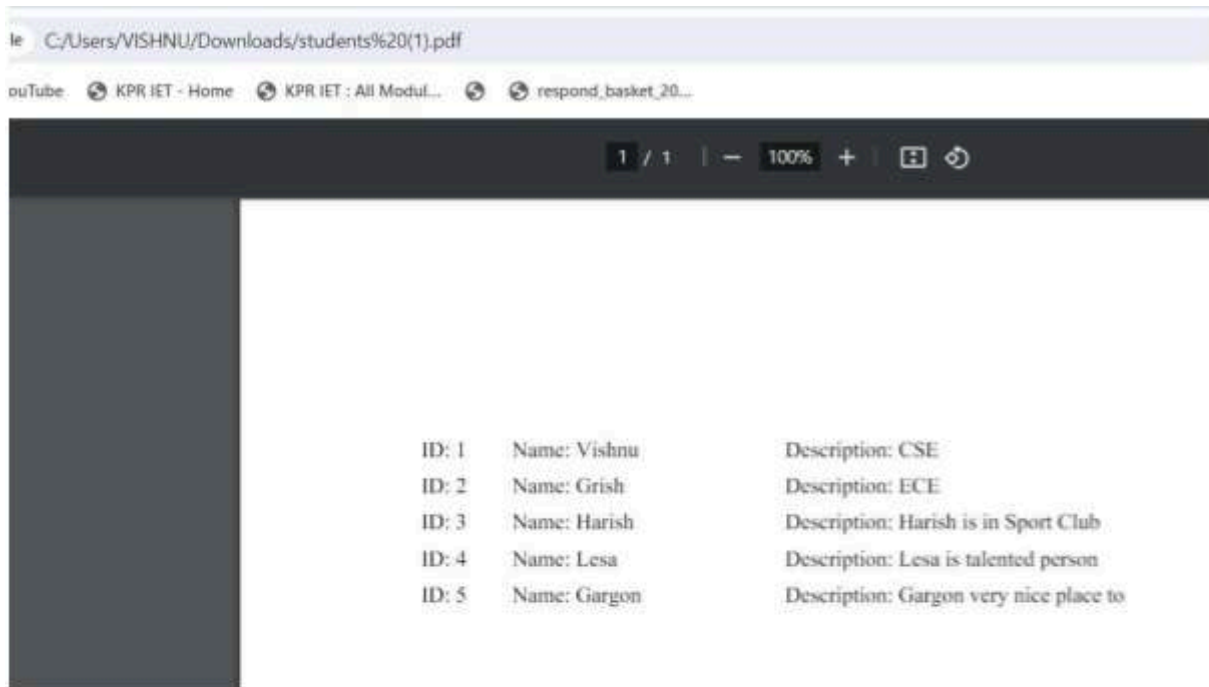 le C:/Users/VISHNU/Downloads/students%20(1).pdf
ouTube KPR IET - Home KPR IET : All Modul... respond_basket_20...
1 / 1 | − 100% + |
ID: 1 Name: Vishnu Description: CSE
ID: 2 Name: Grish Description: ECE
ID: 3 Name: Harish Description: Harish is in Sport Club
ID: 4 Name: Lesa Description: Lesa is talented person
ID: 5 Name: Gargon Description: Gargon very nice place to